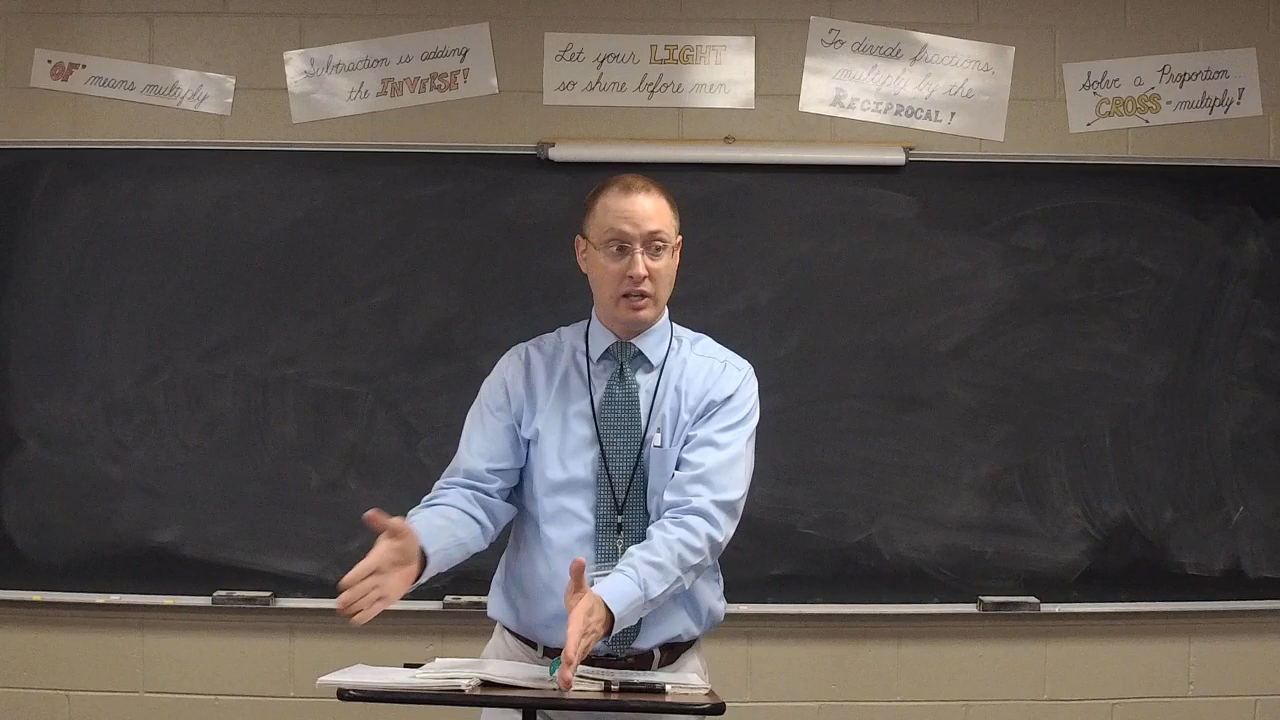 "OF" means multiply
Subtraction is adding
the INVERSE!
Let your LIGHT
so shine before men
To divide fractions,
multiply by the
RECIPROCAL!
Solve a Proportion...
CROSS-multiply!